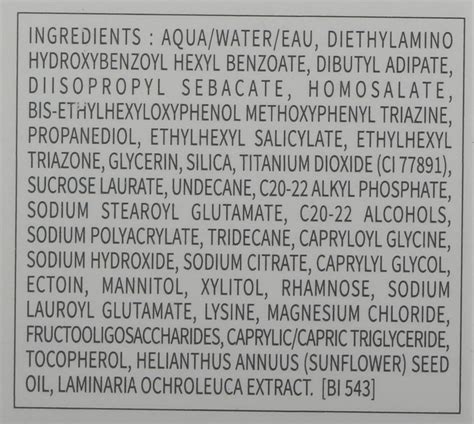 INGREDIENTS : AQUA/WATER/EAU, DIETHYLAMINO
HYDROXYBENZOYL HEXYL BENZOATE, DIBUTYL ADIPATE,
DIISOPROPYL SEBACATE, HOMOSALATE,
BIS-ETHYLHEXYLOXYPHENOL METHOXYPHENYL TRIAZINE,
PROPANEDIOL, ETHYLHEXYL SALICYLATE, ETHYLHEXYL
TRIAZONE, GLYCERIN, SILICA, TITANIUM DIOXIDE (CI 77891),
SUCROSE LAURATE, UNDECANE, C20-22 ALKYL PHOSPHATE,
SODIUM STEAROYL GLUTAMATE, C20-22 ALCOHOLS,
SODIUM POLYACRYLATE, TRIDECANE, CAPRYLOYL GLYCINE,
SODIUM HYDROXIDE, SODIUM CITRATE, CAPRYLYL GLYCOL,
ECTOIN, MANNITOL, XYLITOL, RHAMNOSE, SODIUM
LAUROYL GLUTAMATE, LYSINE, MAGNESIUM CHLORIDE,
FRUCTOOLIGOSACCHARIDES, CAPRYLIC/CAPRIC TRIGLYCERIDE,
TOCOPHEROL, HELIANTHUS ANNUUS (SUNFLOWER) SEED
OIL, LAMINARIA OCHROLEUCA EXTRACT. [BI 543]